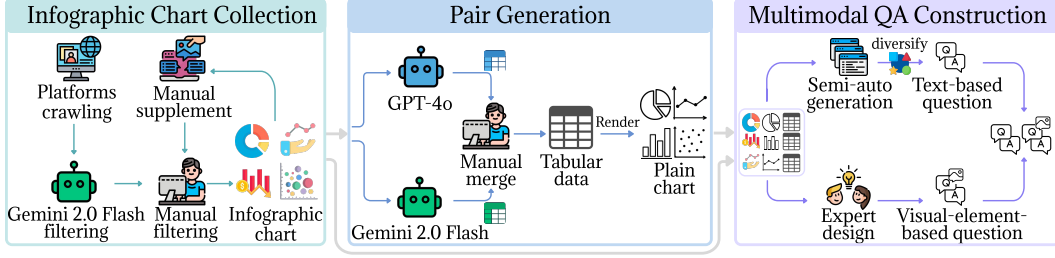 Infographic Chart Collection
Platforms
crawling
Manual
supplement
Gemini 2.0 Flash
filtering
Manual
filtering
Infographic
chart
Pair Generation
GPT-4o
Gemini 2.0 Flash
Manual
merge
Tabular
data
Render
Plain
chart
Multimodal QA Construction
Semi-auto
generation
diversify
Q
A
Text-based
question
Expert
design
Q
A
Visual-element-
based question
Q
A
Q
A